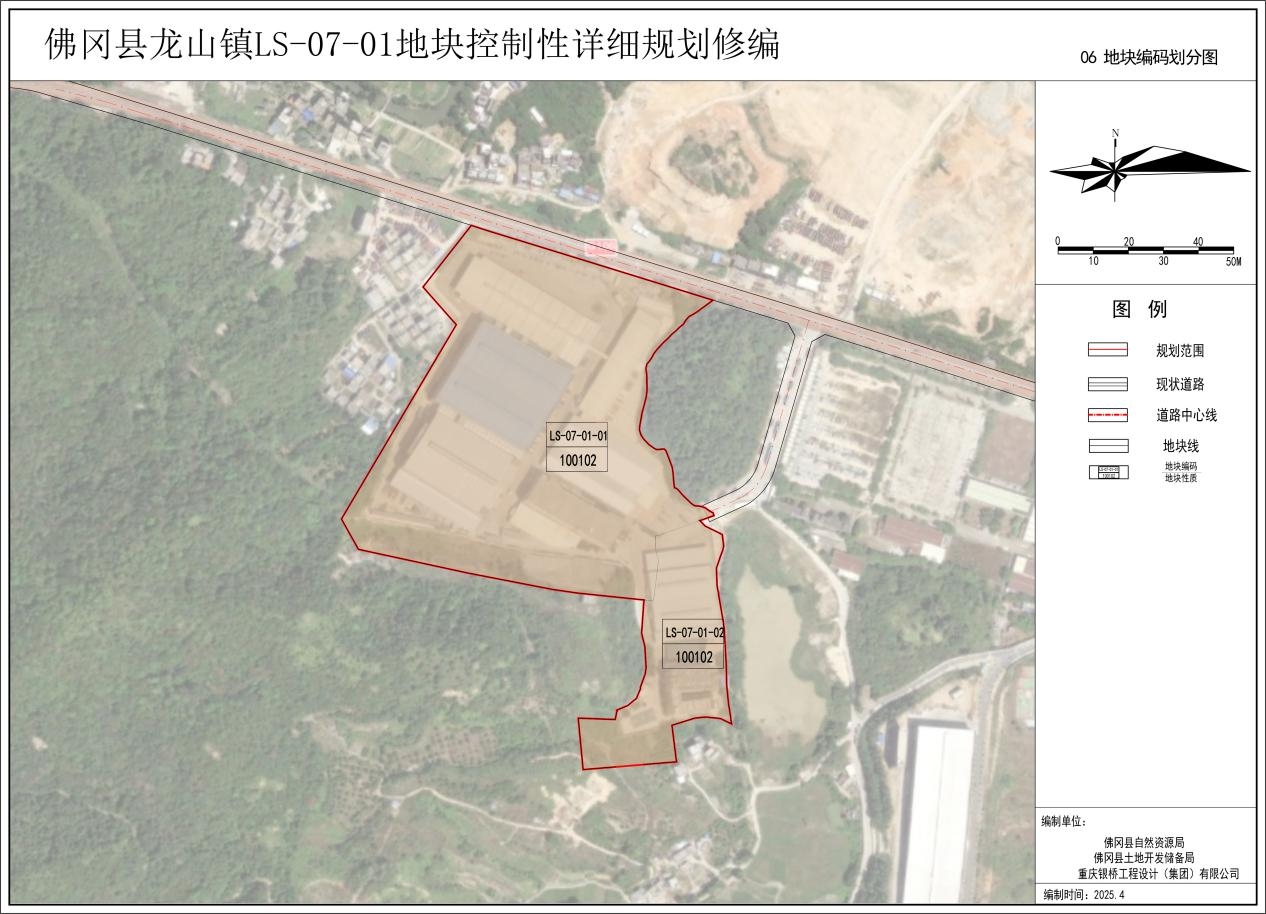 佛冈县龙山镇LS-07-01地块控制性详细规划修编
06 地块编码划分图
N
0 20 40
10 30 50M
图 例
规划范围
现状道路
道路中心线
地块线
地块编码
地块性质
LS-07-01-01
100102
LS-07-01-02
100102
编制单位：
佛冈县自然资源局
佛冈县土地开发储备局
重庆银桥工程设计（集团）有限公司
编制时间：2025.4